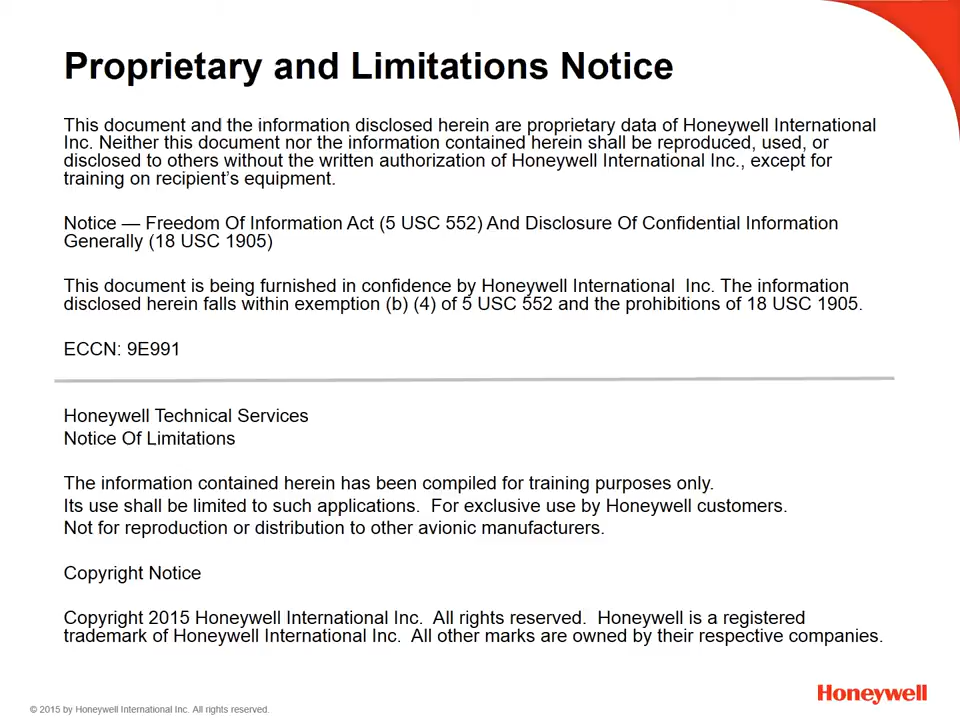 Proprietary and Limitations Notice
This document and the information disclosed herein are proprietary data of Honeywell International
Inc. Neither this document nor the information contained herein shall be reproduced, used, or
disclosed to others without the written authorization of Honeywell International Inc., except for
training on recipient’s equipment.
Notice — Freedom Of Information Act (5 USC 552) And Disclosure Of Confidential Information
Generally (18 USC 1905)
This document is being furnished in confidence by Honeywell International  Inc. The information
disclosed herein falls within exemption (b) (4) of 5 USC 552 and the prohibitions of 18 USC 1905.
ECCN: 9E991
Honeywell Technical Services
Notice Of Limitations
The information contained herein has been compiled for training purposes only.
Its use shall be limited to such applications.  For exclusive use by Honeywell customers.
Not for reproduction or distribution to other avionic manufacturers.
Copyright Notice
Copyright 2015 Honeywell International Inc.  All rights reserved.  Honeywell is a registered
trademark of Honeywell International Inc.  All other marks are owned by their respective companies.
Honeywell
© 2015 by Honeywell International Inc. All rights reserved.